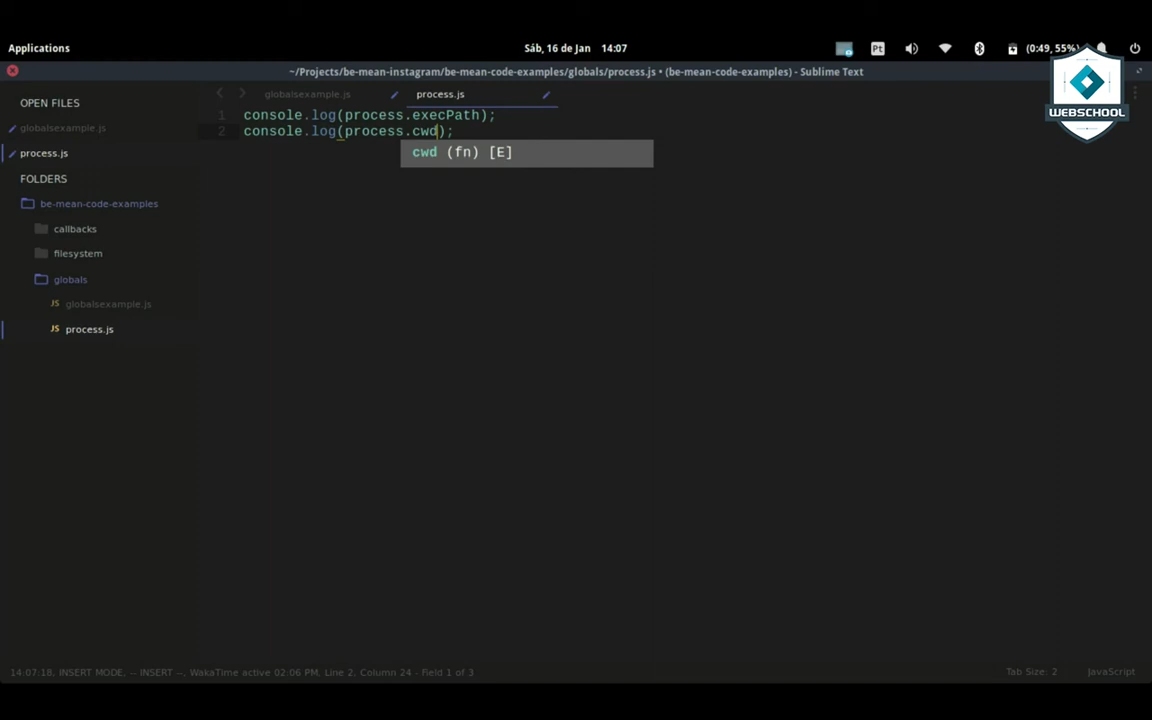 Applications
Sáb, 16 de Jan 14:07
Pt
(0:49, 55%)
~/Projects/be-mean-instagram/be-mean-code-examples/globals/process.js • (be-mean-code-examples) - Sublime Text
WEBSCHOOL
OPEN FILES
globalsexample.js
process.js
FOLDERS
be-mean-code-examples
callbacks
filesystem
globals
JS globalsexample.js
JS process.js
globalsexample.js
process.js
1 console.log(process.execPath);
2 console.log(process.cwd);
cwd (fn) [E]
14:07:18, INSERT MODE, -- INSERT --, WakaTime active 02:06 PM, Line 2, Column 24 - Field 1 of 3
Tab Size: 2
JavaScript